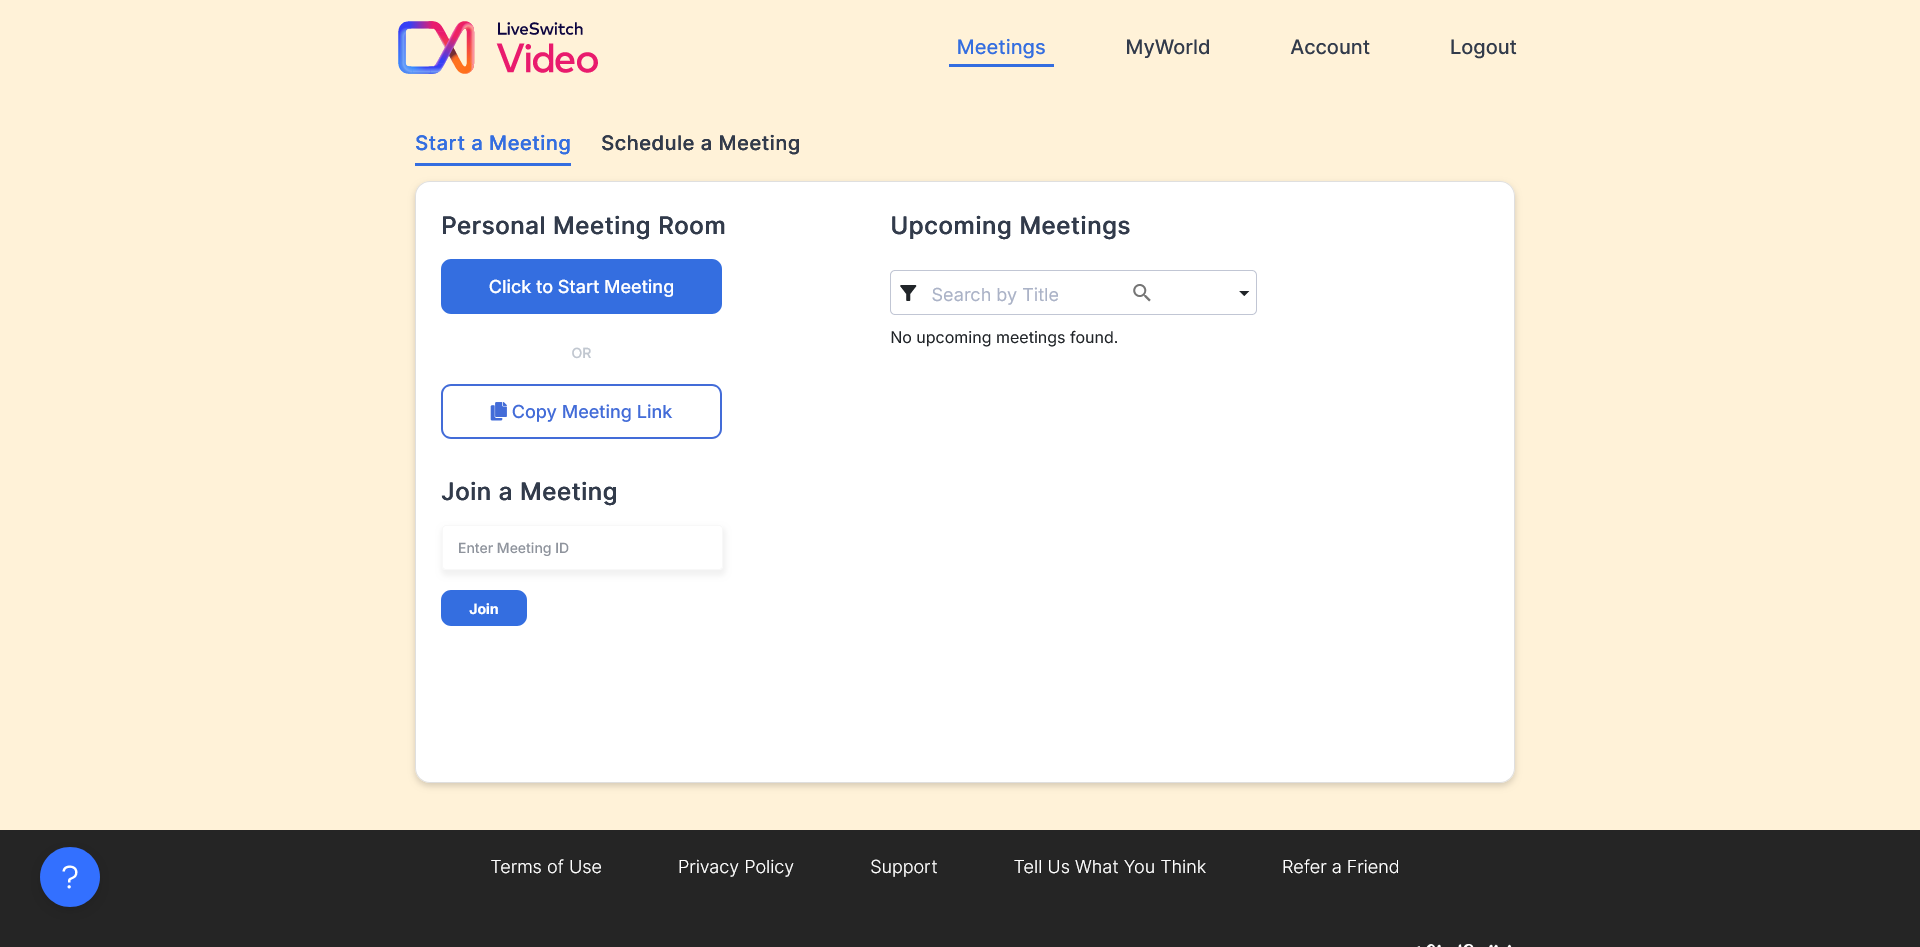 LiveSwitch
Video
Meetings
MyWorld
Account
Logout
Start a Meeting
Schedule a Meeting
Personal Meeting Room
Click to Start Meeting
OR
Copy Meeting Link
Join a Meeting
Enter Meeting ID
Join
Upcoming Meetings
Search by Title
No upcoming meetings found.
?
Terms of Use
Privacy Policy
Support
Tell Us What You Think
Refer a Friend